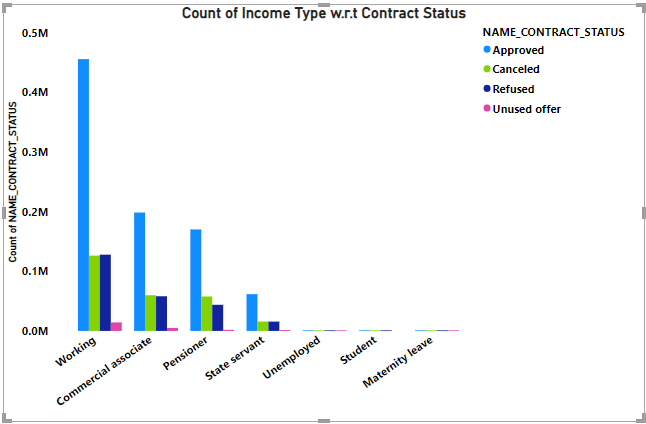 Count of Income Type w.r.t Contract Status
NAME_CONTRACT_STATUS
Approved
Canceled
Refused
Unused offer
Count of NAME_CONTRACT_STATUS
0.5M
0.4M
0.3M
0.2M
0.1M
0.0M
Working
Commercial associate
Pensioner
State servant
Unemployed
Student
Maternity leave